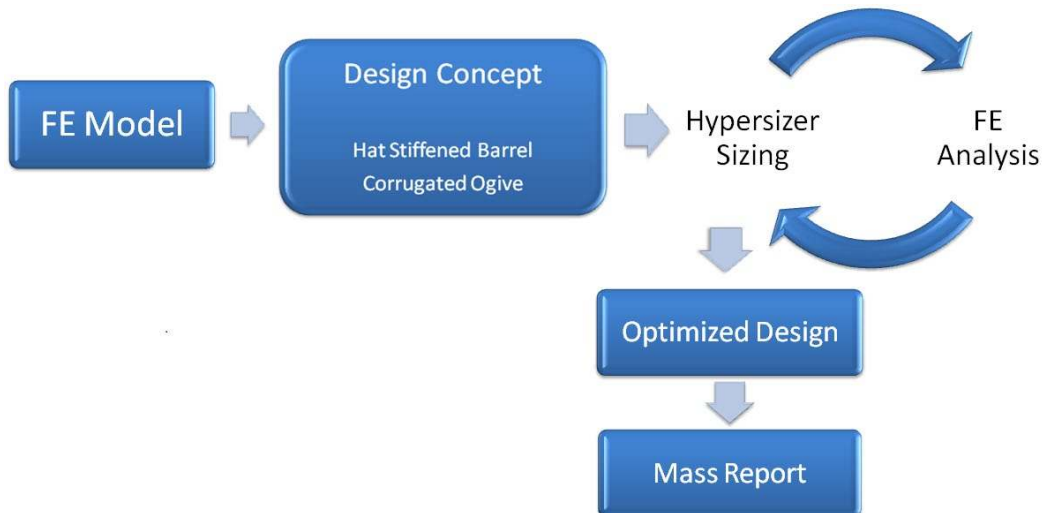 FE Model
Design Concept
Hat Stiffened Barrel
Corrugated Ogive
Hypersizer
Sizing
FE
Analysis
Optimized Design
Mass Report